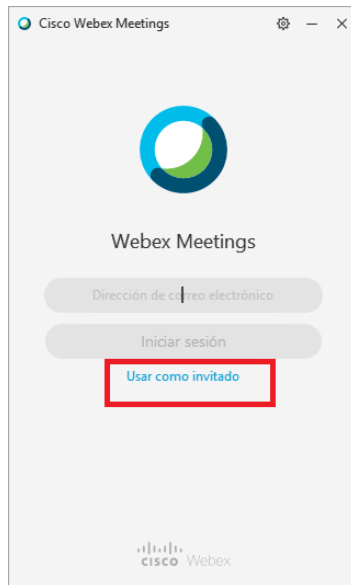 Cisco Webex Meetings
Webex Meetings
Dirección de correo electrónico
Iniciar sesión
Usar como invitado
CISCO Webex